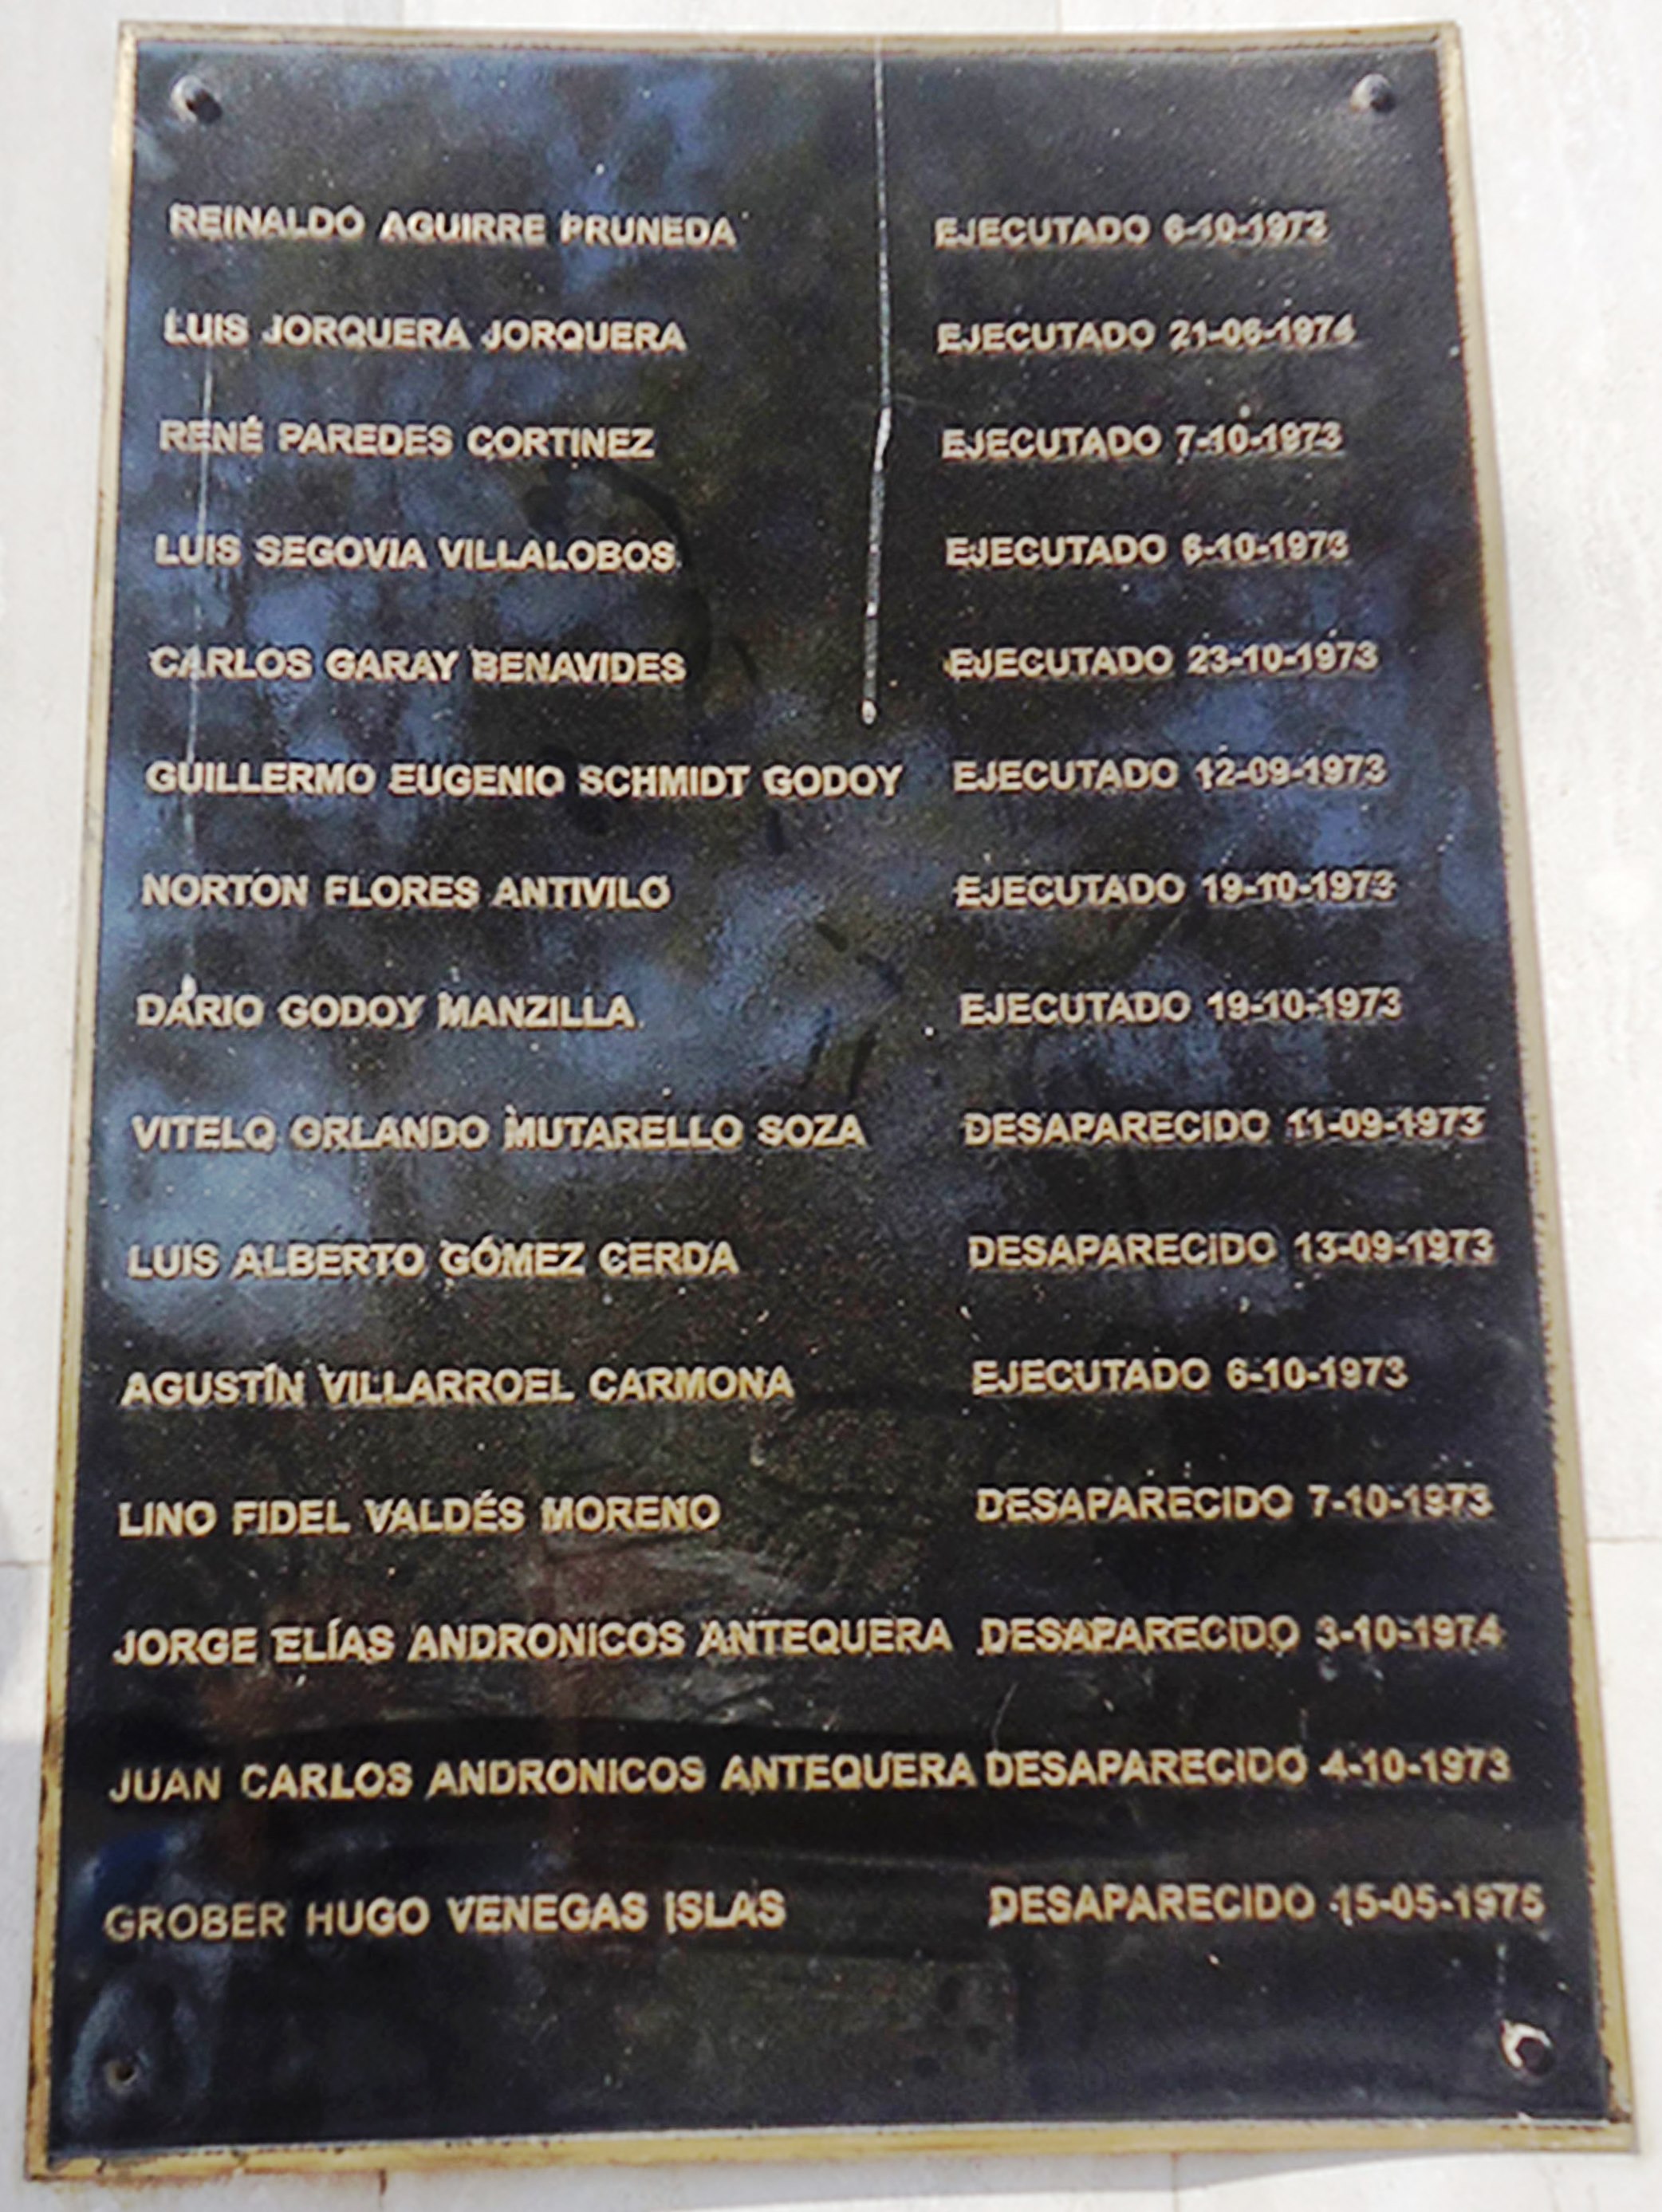 REINALDO AGUIRRE PRUNEDA EJECUTADO 6-10-1973
LUIS JORQUERA JORQUERA EJECUTADO 21-06-1974
RENÉ PAREDES CORTINEZ EJECUTADO 7-10-1973
LUIS SEGOVIA VILLALOBOS EJECUTADO 6-10-1973
CARLOS GARAY BENAVIDES EJECUTADO 23-10-1973
GUILLERMO EUGENIO SCHMIDT GODOY EJECUTADO 12-09-1973
NORTON FLORES ANTIVILO EJECUTADO 19-10-1973
DARIO GODOY MANZILLA EJECUTADO 19-10-1973
VITELO ORLANDO MUTARELLO SOZA DESAPARECIDO 11-09-1973
LUIS ALBERTO GÓMEZ CERDA DESAPARECIDO 13-09-1973
AGUSTÍN VILLARROEL CARMONA EJECUTADO 6-10-1973
LINO FIDEL VALDÉS MORENO DESAPARECIDO 7-10-1973
JORGE ELÍAS ANDRONICOS ANTEQUERA DESAPARECIDO 3-10-1974
JUAN CARLOS ANDRONICOS ANTEQUERA DESAPARECIDO 4-10-1973
GROBER HUGO VENEGAS ISLAS DESAPARECIDO 15-05-1975